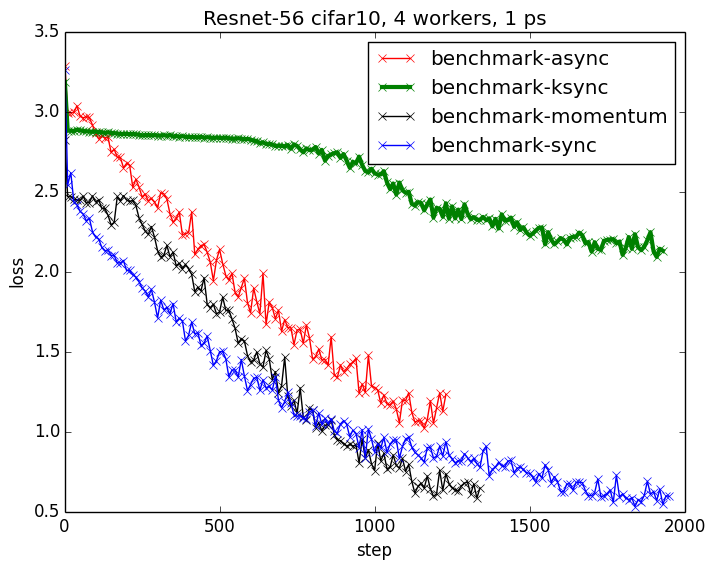 Resnet-56 cifar10, 4 workers, 1 ps
3.5
3.0
2.5
2.0
1.5
1.0
0.5
loss
benchmark-async
benchmark-ksync
benchmark-momentum
benchmark-sync
0 500 1000 1500 2000
step